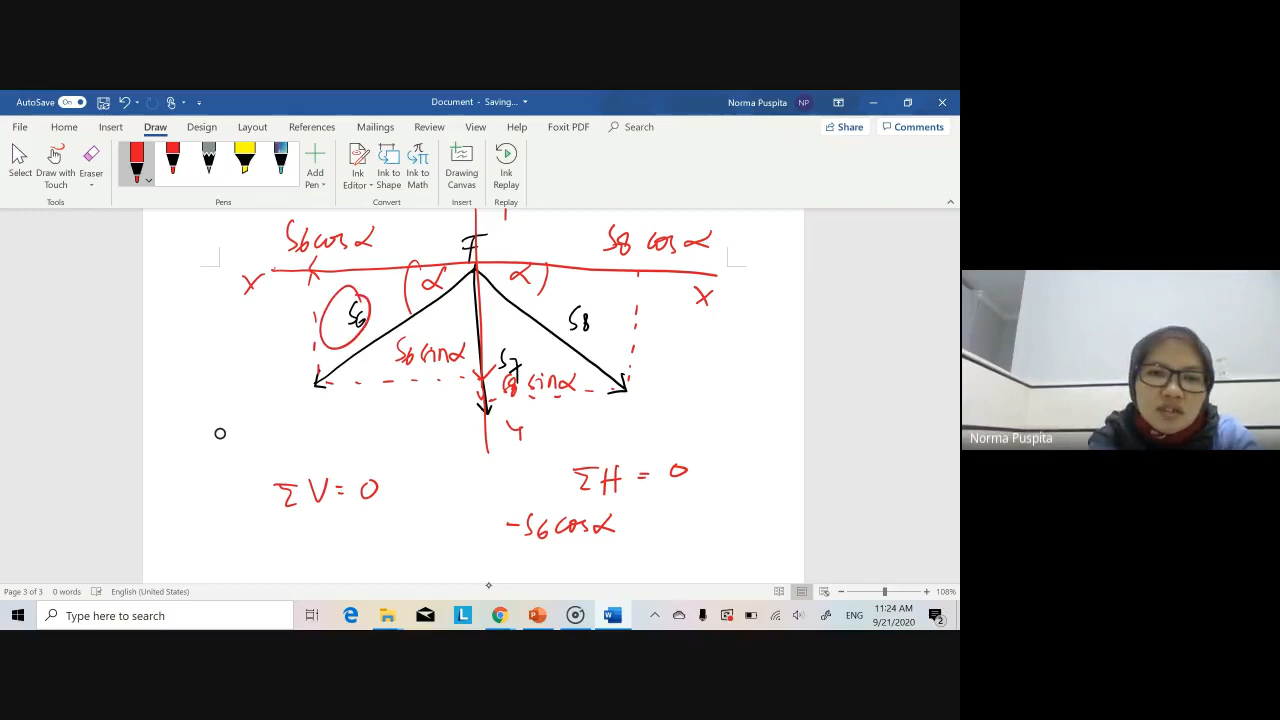 AutoSave On
Document - Saving...
Norma Puspita NP
File Home Insert Draw Design Layout References Mailings Review View Help Foxit PDF Search
Share Comments
Select
Draw with Touch
Eraser
Add Pen
Ink Editor
Ink to Shape
Ink to Math
Drawing Canvas
Ink Replay
Tools Pens Convert Insert Replay
S6 cos α
F
S8 cos α
X
α
α
X
S6
S8
S6 sin α
S7
S8 sin α
Y
Σ V = 0
Σ H = 0
-S6 cos α
Norma Puspita
Page 3 of 3 0 words English (United States)
108%
Type here to search
ENG
11:24 AM
9/21/2020
2